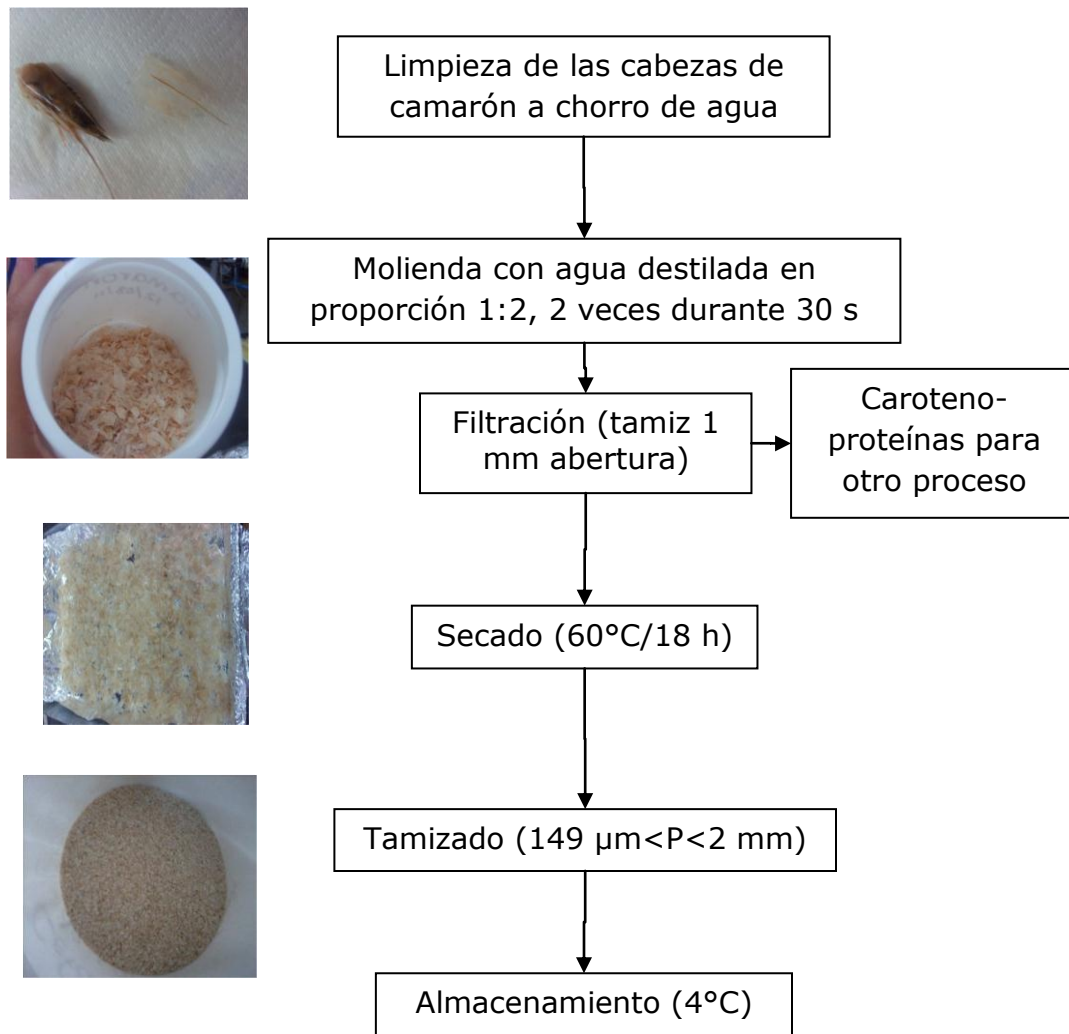 Limpieza de las cabezas de
camarón a chorro de agua
Molienda con agua destilada en
proporción 1:2, 2 veces durante 30 s
Filtración (tamiz 1
mm abertura)
Caroteno-
proteínas para
otro proceso
Secado (60°C/18 h)
Tamizado (149 µm<P<2 mm)
Almacenamiento (4°C)